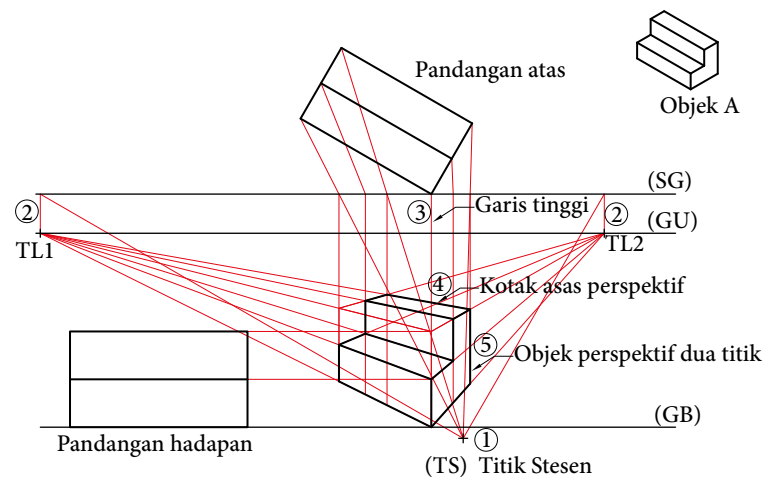 Pandangan atas
Objek A
(SG)
② ③ Garis tinggi ②
(GU)
TL1 TL2
④ Kotak asas perspektif
⑤ Objek perspektif dua titik
(GB)
Pandangan hadapan ①
(TS) Titik Stesen